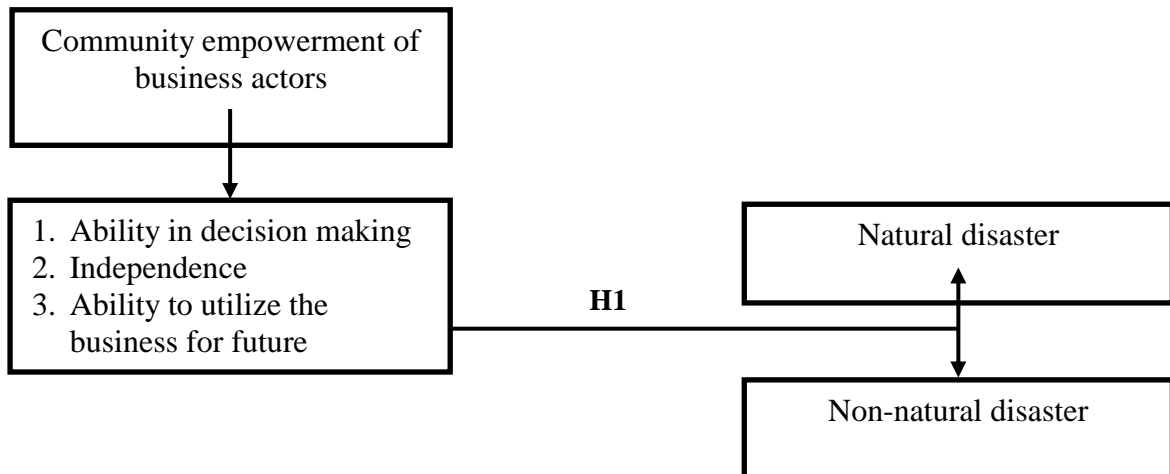 Community empowerment of
business actors
1. Ability in decision making
2. Independence
3. Ability to utilize the
business for future
H1
Natural disaster
Non-natural disaster